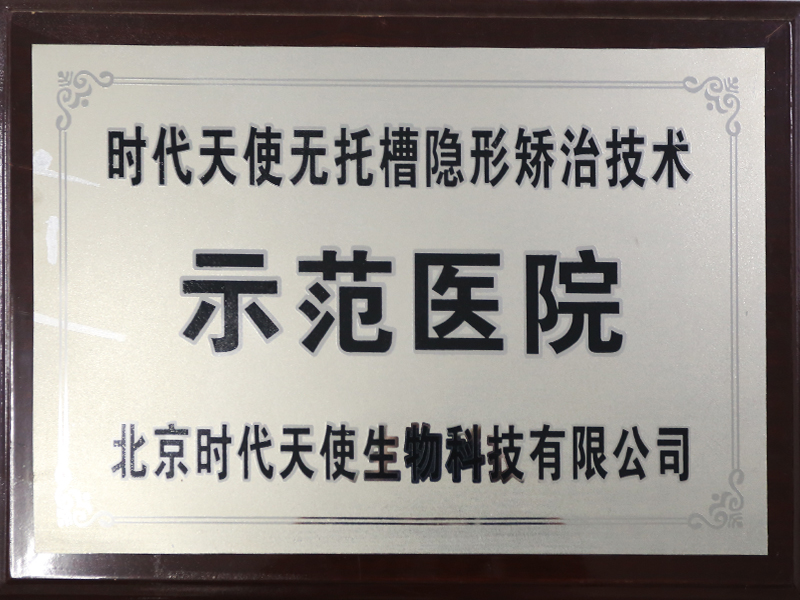 时代天使无托槽隐形矫治技术
示范医院
北京时代天使生物科技有限公司